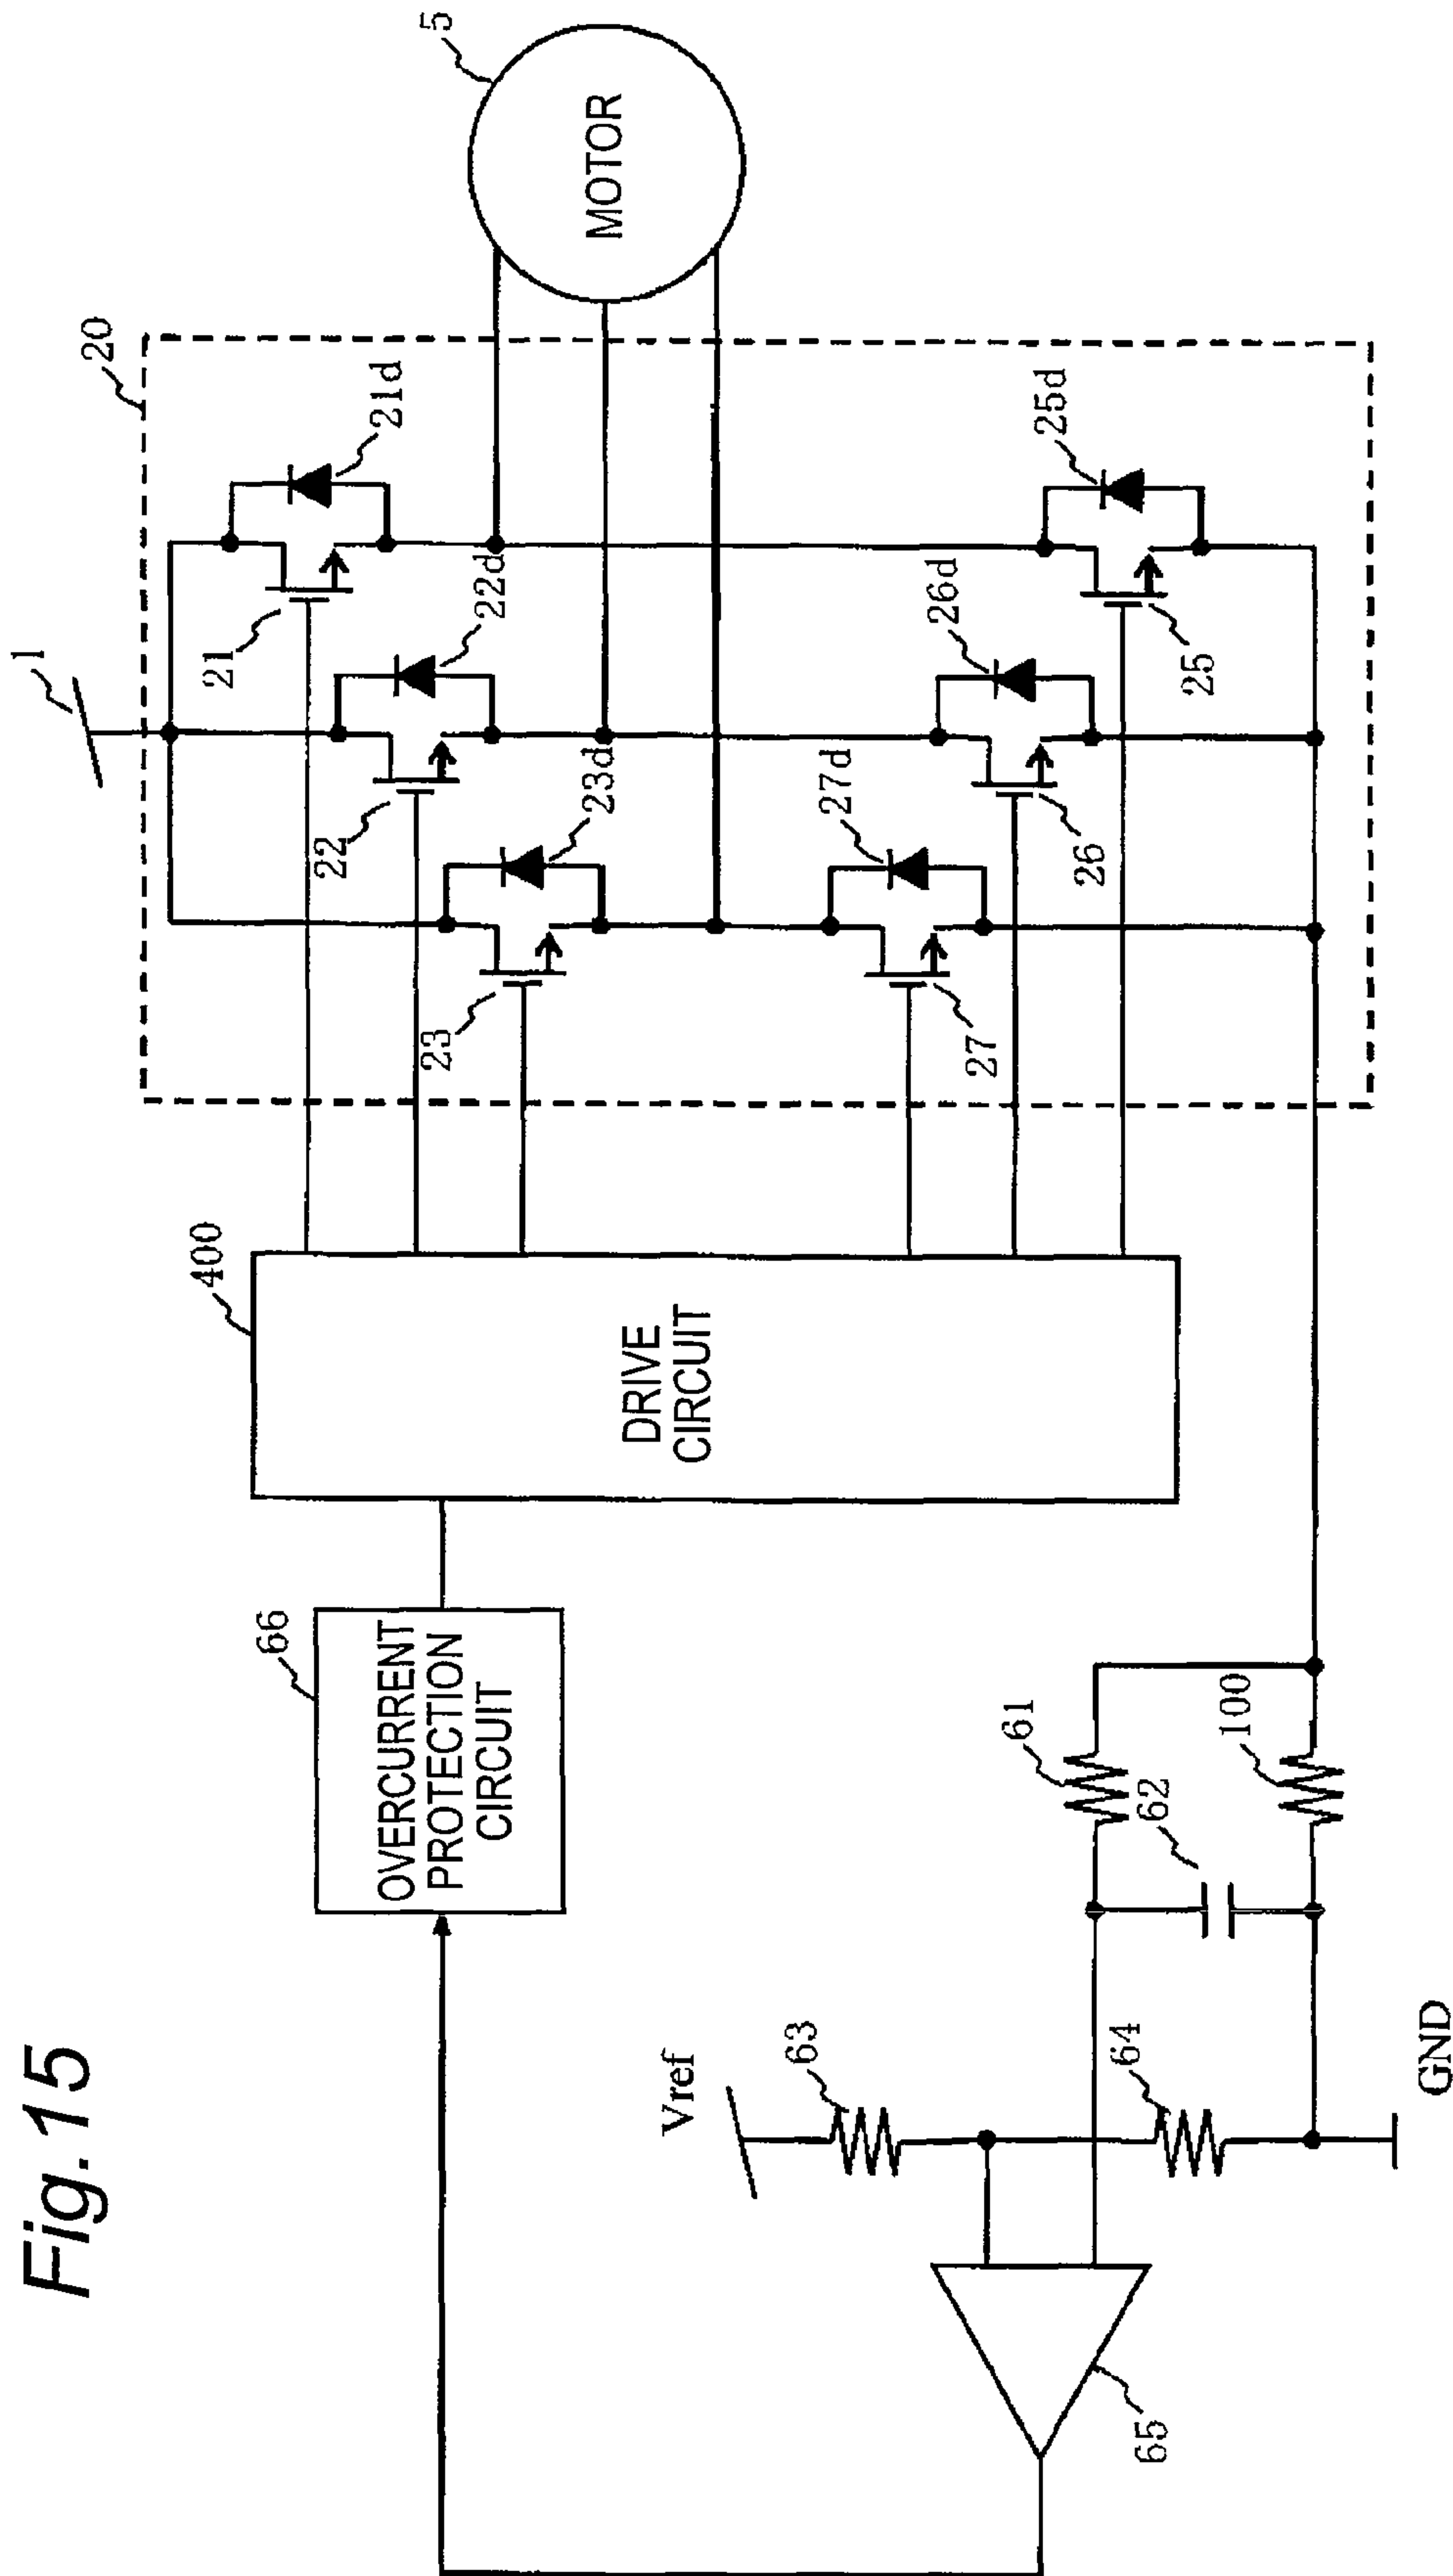 Fig.15
1
20
5
MOTOR
21d
21
22d
22
23d
23
25d
25
26d
26
27d
27
400
DRIVE
CIRCUIT
66
OVERCURRENT
PROTECTION
CIRCUIT
61
62
100
Vref
63
64
65
GND